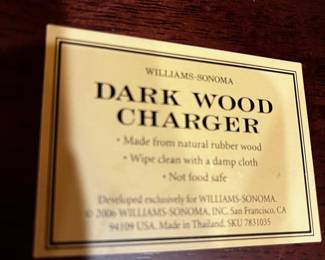 WILLIAMS-SONOMA
DARK WOOD
CHARGER
• Made from natural rubber wood
• Wipe clean with a damp cloth
• Not food safe
Developed exclusively for WILLIAMS-SONOMA.
© 2006 WILLIAMS-SONOMA, INC. San Francisco, CA
94109 USA. Made in Thailand. SKU 7831035